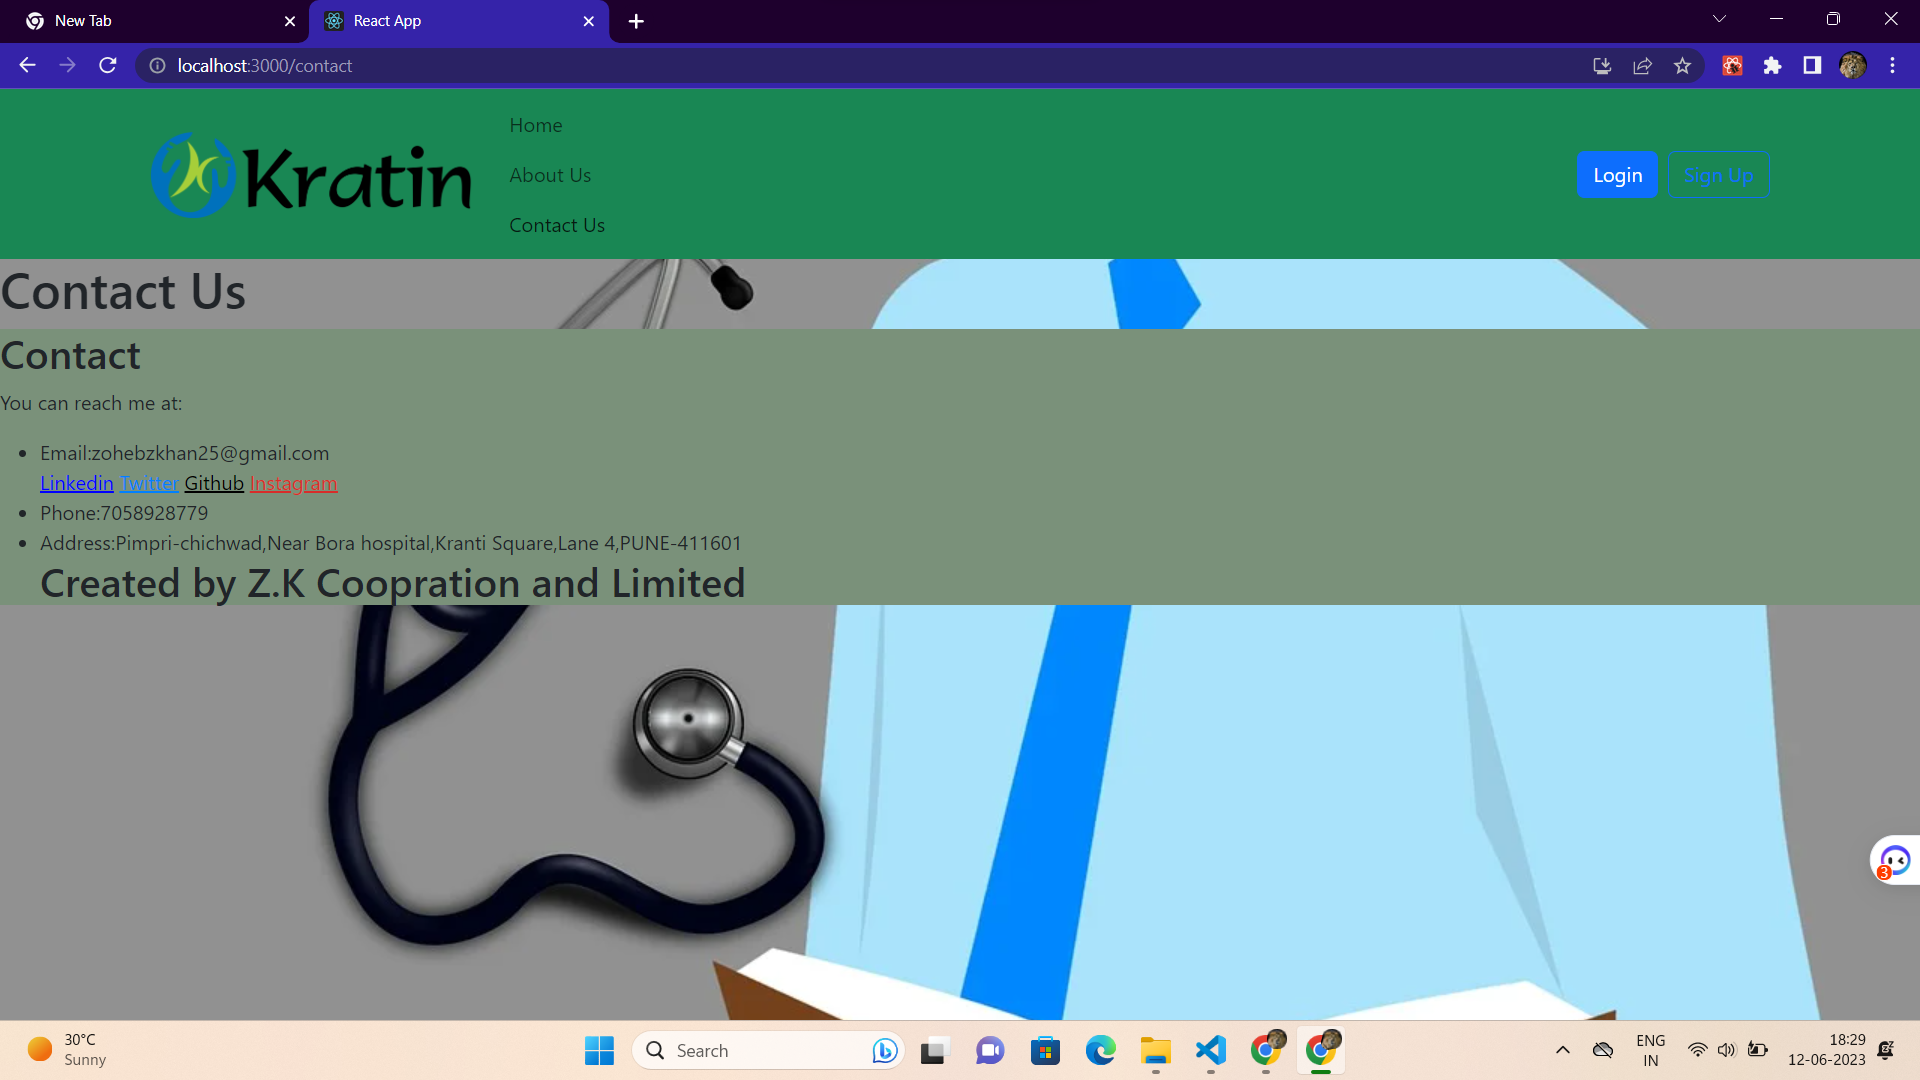 New Tab
React App
localhost:3000/contact
Kratin
Home
About Us
Contact Us
Login
Sign Up
Contact Us
Contact
You can reach me at:
Email:zohebzkhan25@gmail.com
Linkedin Twitter Github Instagram
Phone:7058928779
Address:Pimpri-chichwad,Near Bora hospital,Kranti Square,Lane 4,PUNE-411601
Created by Z.K Coopration and Limited
3
30°C
Sunny
Search
ENG
IN
18:29
12-06-2023